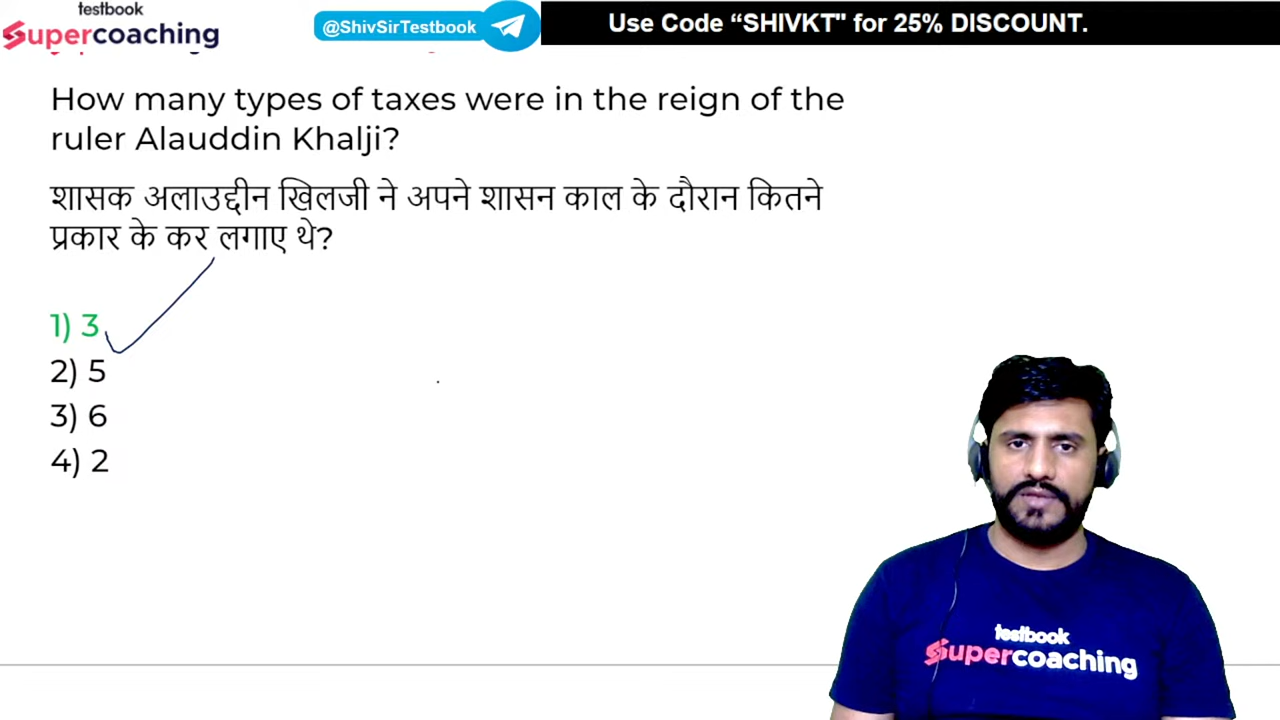 testbook
Supercoaching
@ShivSirTestbook
Use Code “SHIVKT" for 25% DISCOUNT.
How many types of taxes were in the reign of the
ruler Alauddin Khalji?
शासक अलाउद्दीन खिलजी ने अपने शासन काल के दौरान कितने
प्रकार के कर लगाए थे?
1) 3
2) 5
3) 6
4) 2
testbook
Supercoaching